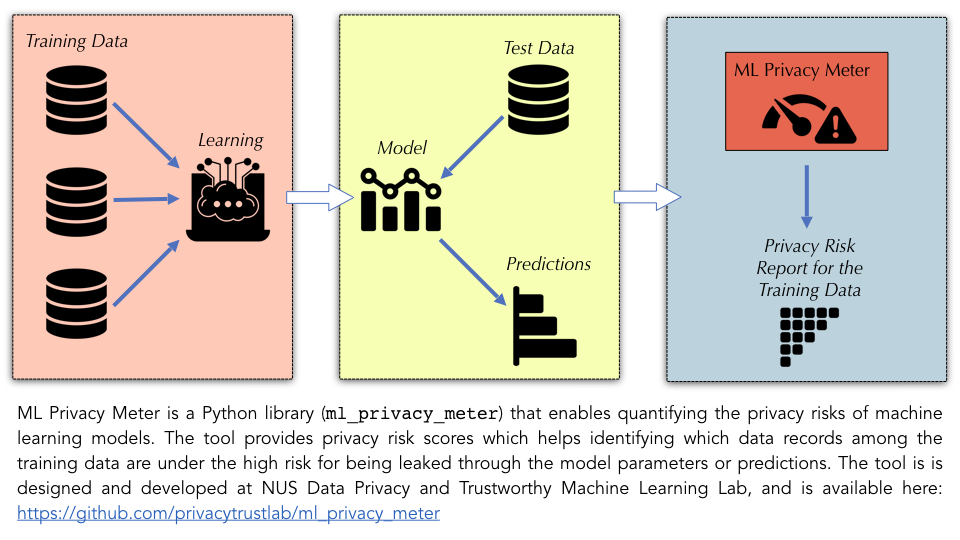 Training Data
Learning
Test Data
Model
Predictions
ML Privacy Meter
Privacy Risk
Report for the
Training Data
ML Privacy Meter is a Python library (ml_privacy_meter) that enables quantifying the privacy risks of machine
learning models. The tool provides privacy risk scores which helps identifying which data records among the
training data are under the high risk for being leaked through the model parameters or predictions. The tool is is
designed and developed at NUS Data Privacy and Trustworthy Machine Learning Lab, and is available here:
https://github.com/privacytrustlab/ml_privacy_meter